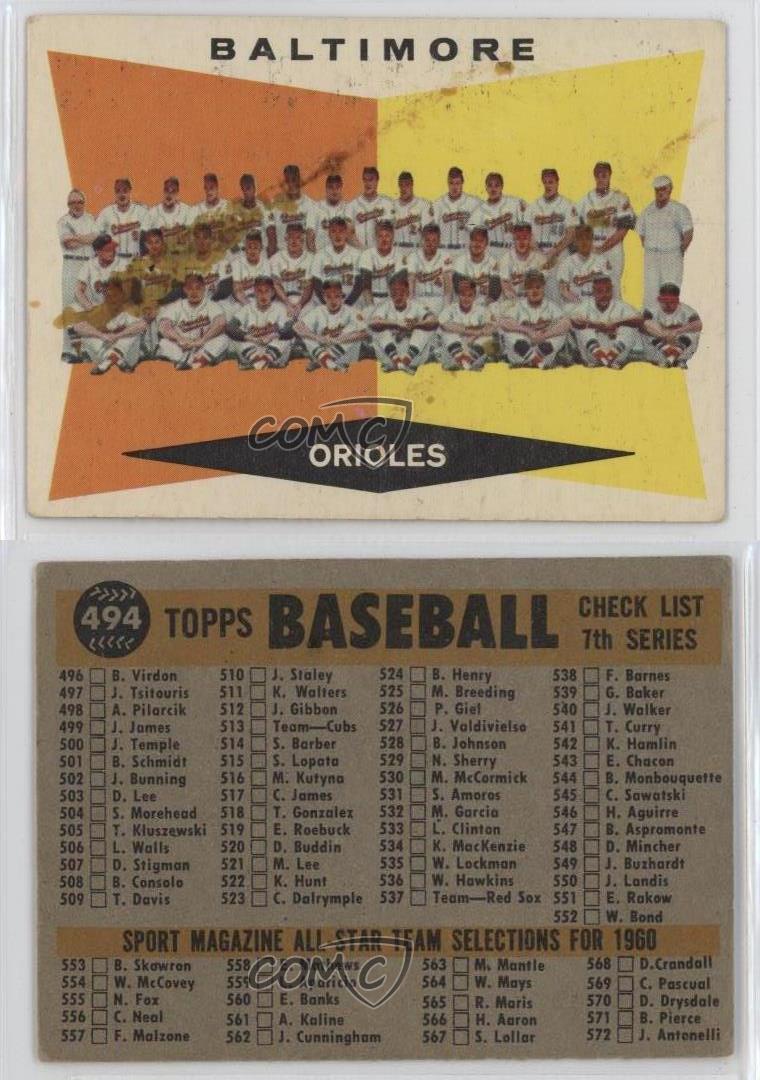 BALTIMORE
COMC
ORIOLES
494 TOPPS BASEBALL CHECK LIST 7th SERIES
496 B. Virdon
497 J. Tsitouris
498 A. Pilarcik
499 J. James
500 J. Temple
501 B. Schmidt
502 J. Bunning
503 D. Lee
504 S. Morehead
505 T. Kluszewski
506 L. Walls
507 D. Stigman
508 B. Consolo
509 T. Davis
510 J. Staley
511 K. Walters
512 J. Gibbon
513 Team—Cubs
514 S. Barber
515 S. Lopata
516 M. Kutyna
517 C. James
518 T. Gonzalez
519 E. Roebuck
520 D. Buddin
521 M. Lee
522 K. Hunt
523 C. Dalrymple
524 B. Henry
525 M. Breeding
526 P. Giel
527 J. Valdivielso
528 B. Johnson
529 N. Sherry
530 M. McCormick
531 S. Amoros
532 M. Garcia
533 L. Clinton
534 K. MacKenzie
535 W. Lockman
536 W. Hawkins
537 Team—Red Sox
538 F. Barnes
539 G. Baker
540 J. Walker
541 T. Curry
542 K. Hamlin
543 E. Chacon
544 B. Monbouquette
545 C. Sawatski
546 H. Aguirre
547 B. Aspromonte
548 D. Mincher
549 J. Buzhardt
550 J. Landis
551 E. Rakow
552 W. Bond
SPORT MAGAZINE ALL STAR TEAM SELECTIONS FOR 1960
553 B. Skowron
554 W. McCovey
555 N. Fox
556 C. Neal
557 F. Malzone
558 Mathews
559 Aparicio
560 E. Banks
561 A. Kaline
562 J. Cunningham
563 M. Mantle
564 W. Mays
565 R. Maris
566 H. Aaron
567 S. Lollar
568 D. Crandall
569 C. Pascual
570 D. Drysdale
571 B. Pierce
572 J. Antonelli
COMC